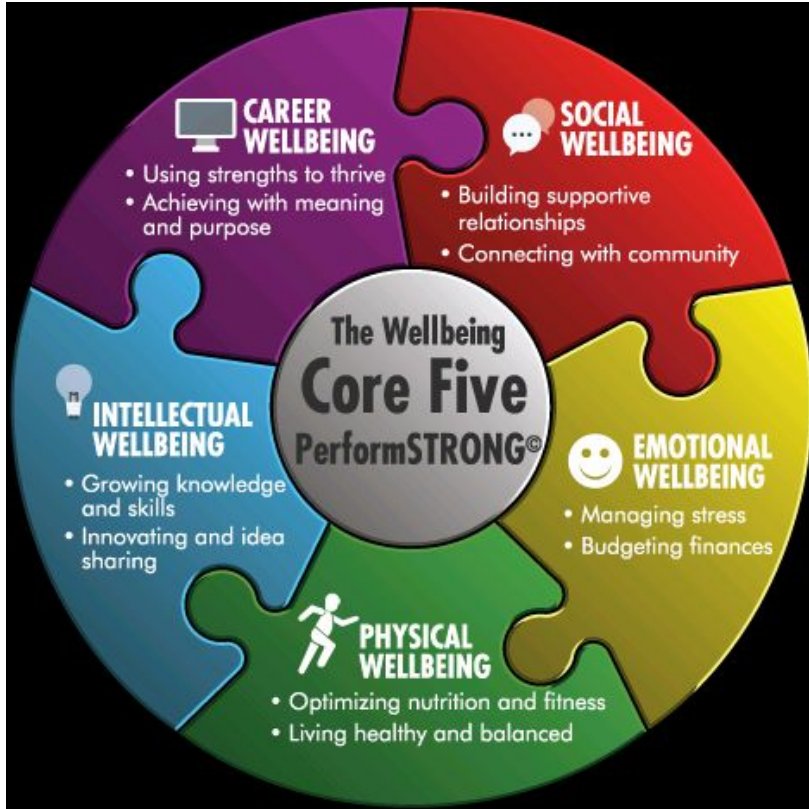 CAREER
WELLBEING
• Using strengths to thrive
• Achieving with meaning
and purpose
SOCIAL
WELLBEING
• Building supportive
relationships
• Connecting with community
The Wellbeing
Core Five
PerformSTRONG©
INTELLECTUAL
WELLBEING
• Growing knowledge
and skills
• Innovating and idea
sharing
EMOTIONAL
WELLBEING
• Managing stress
• Budgeting finances
PHYSICAL
WELLBEING
• Optimizing nutrition and fitness
• Living healthy and balanced